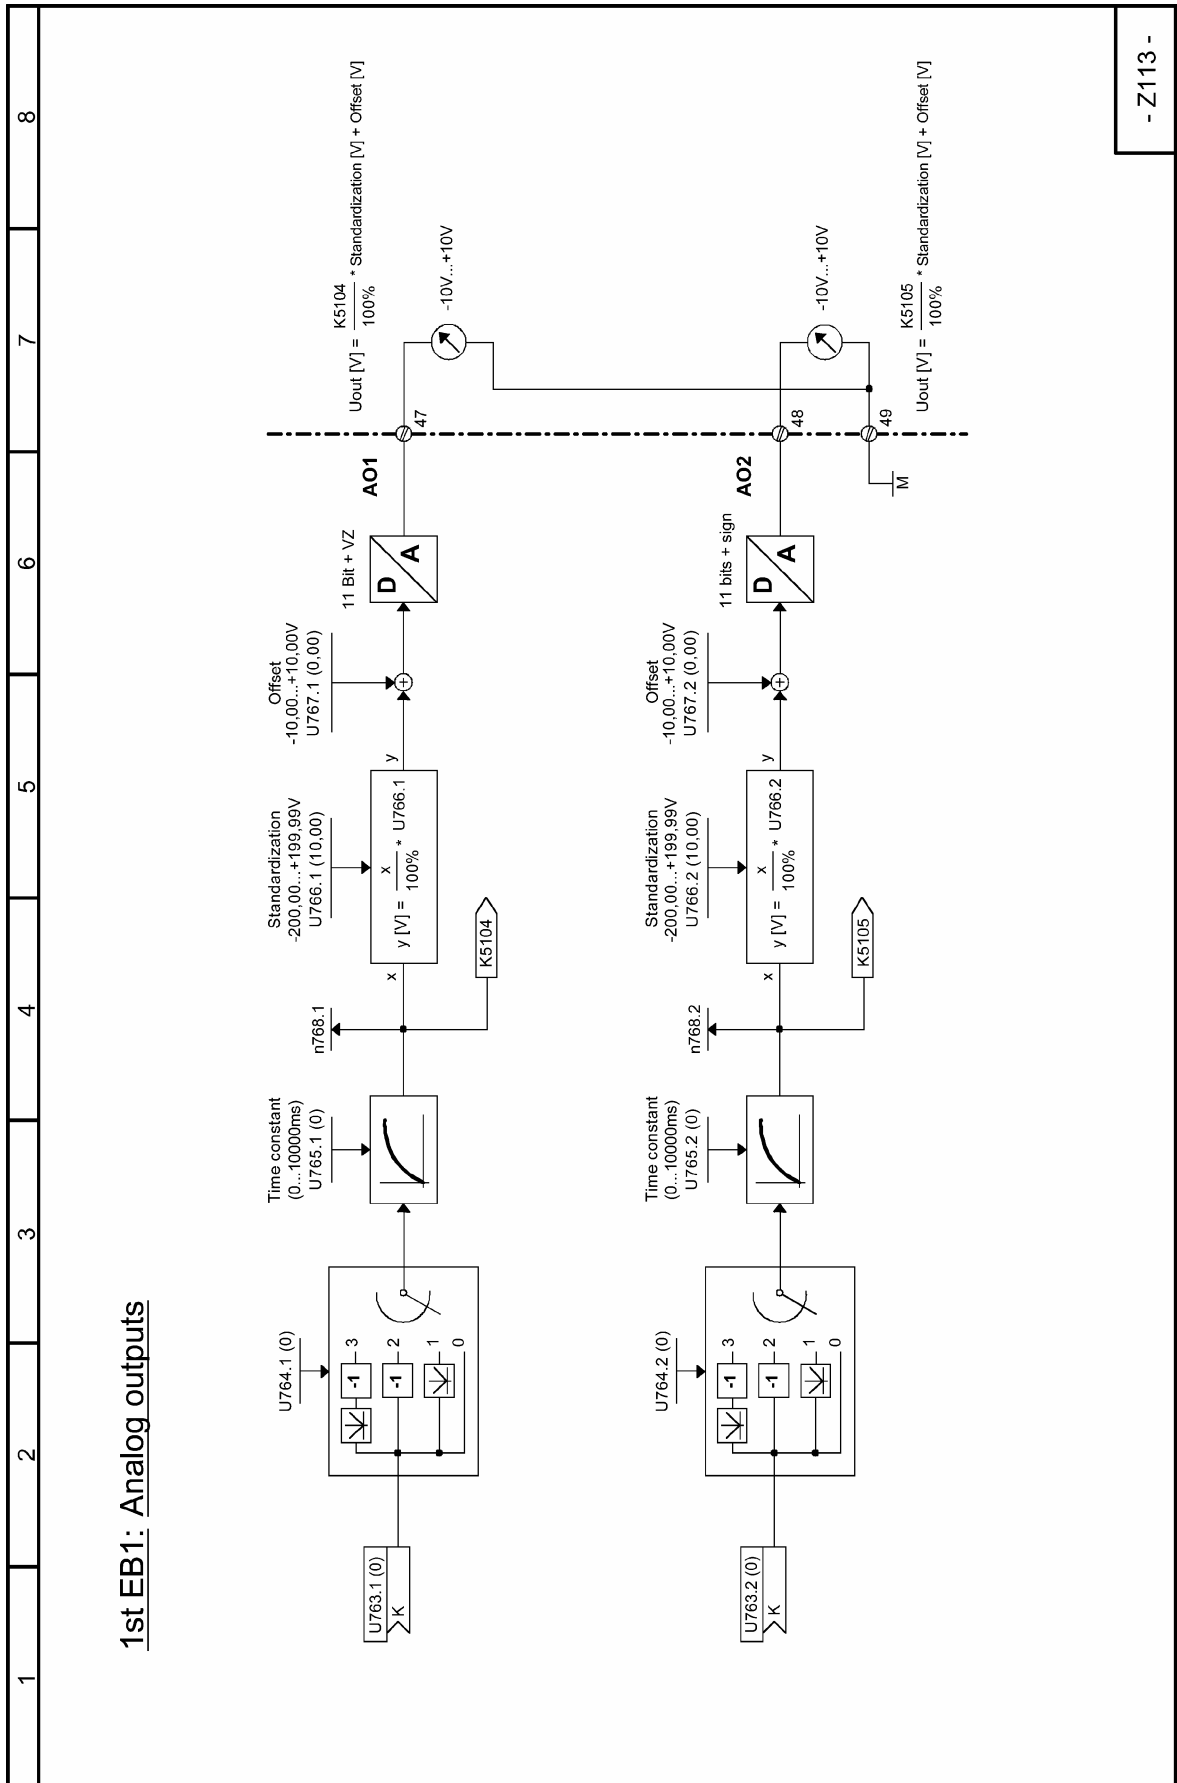 1st EB1: Analog outputs
1 2 3 4 5 6 7 8
U763.1 (0)
K
U764.1 (0)
-1 3
-1 2
1
0
Time constant
(0...10000ms)
U765.1 (0)
n768.1
K5104
Standardization
-200,00...+199,99V
U766.1 (10,00)
x
y [V] = x / 100% * U766.1
y
Offset
-10,00...+10,00V
U767.1 (0,00)
+
11 Bit + VZ
D
A
AO1
47
-10V...+10V
Uout [V] = K5104 / 100% * Standardization [V] + Offset [V]
U763.2 (0)
K
U764.2 (0)
-1 3
-1 2
1
0
Time constant
(0...10000ms)
U765.2 (0)
n768.2
K5105
Standardization
-200,00...+199,99V
U766.2 (10,00)
x
y [V] = x / 100% * U766.2
y
Offset
-10,00...+10,00V
U767.2 (0,00)
+
11 bits + sign
D
A
AO2
48
49
M
-10V...+10V
Uout [V] = K5105 / 100% * Standardization [V] + Offset [V]
- Z113 -